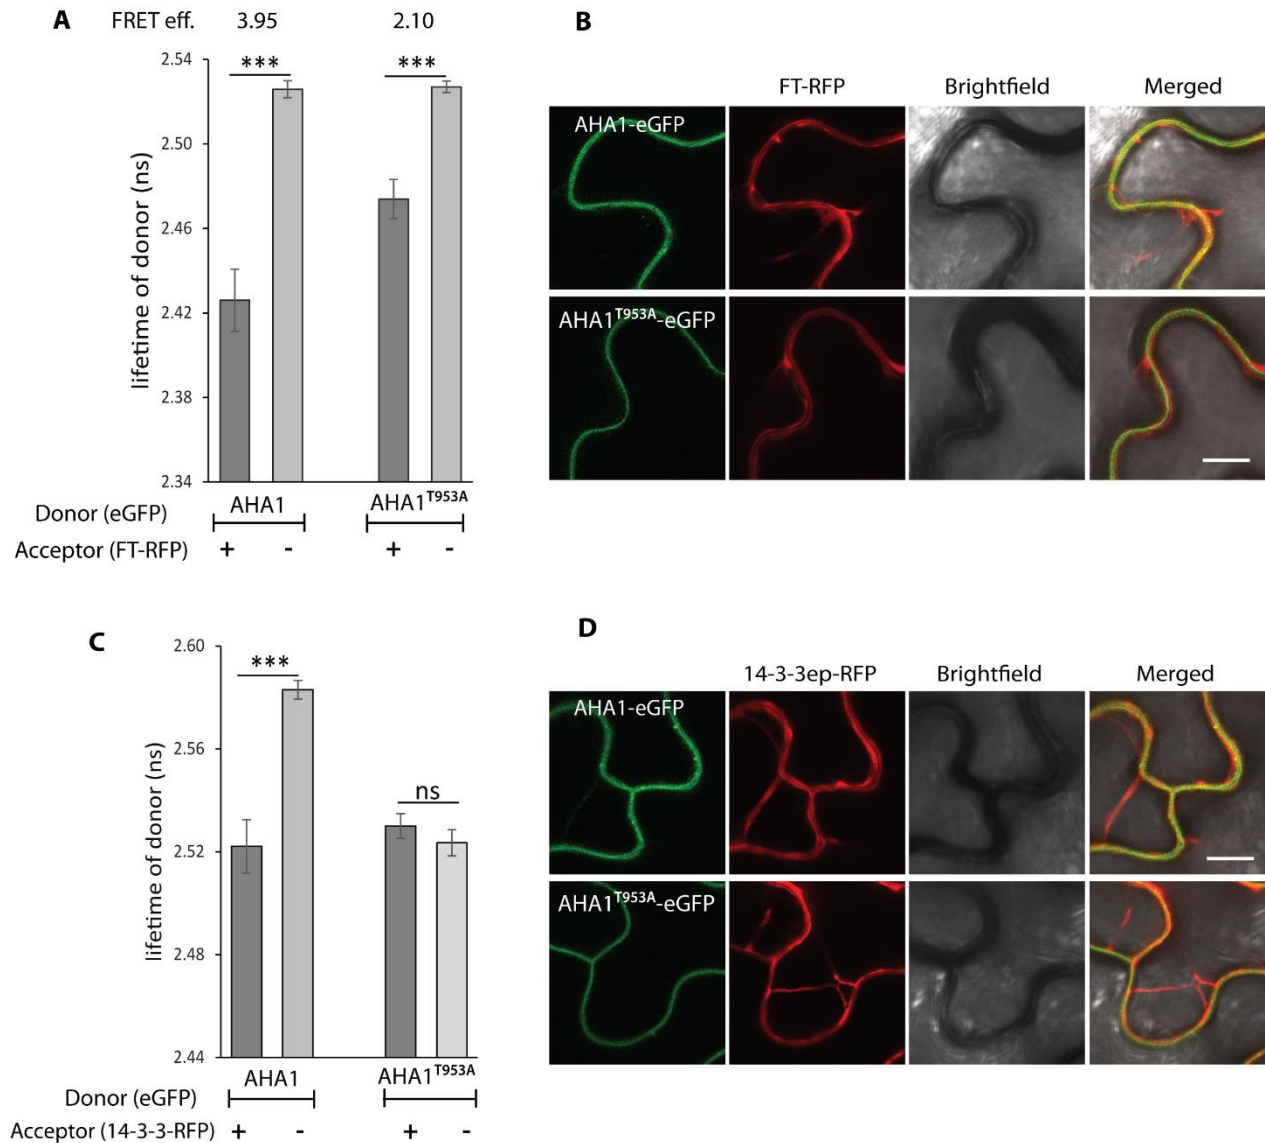 A
FRET eff. 3.95 2.10
2.54
2.50
2.46
2.42
2.38
2.34
lifetime of donor (ns)
*** ***
AHA1 AHA1T953A
Donor (eGFP)
Acceptor (FT-RFP) + - + -
B
FT-RFP Brightfield Merged
AHA1-eGFP
AHA1T953A-eGFP
C
2.60
2.56
2.52
2.48
2.44
lifetime of donor (ns)
*** ns
AHA1 AHA1T953A
Donor (eGFP)
Acceptor (14-3-3-RFP) + - + -
D
14-3-3ep-RFP Brightfield Merged
AHA1-eGFP
AHA1T953A-eGFP